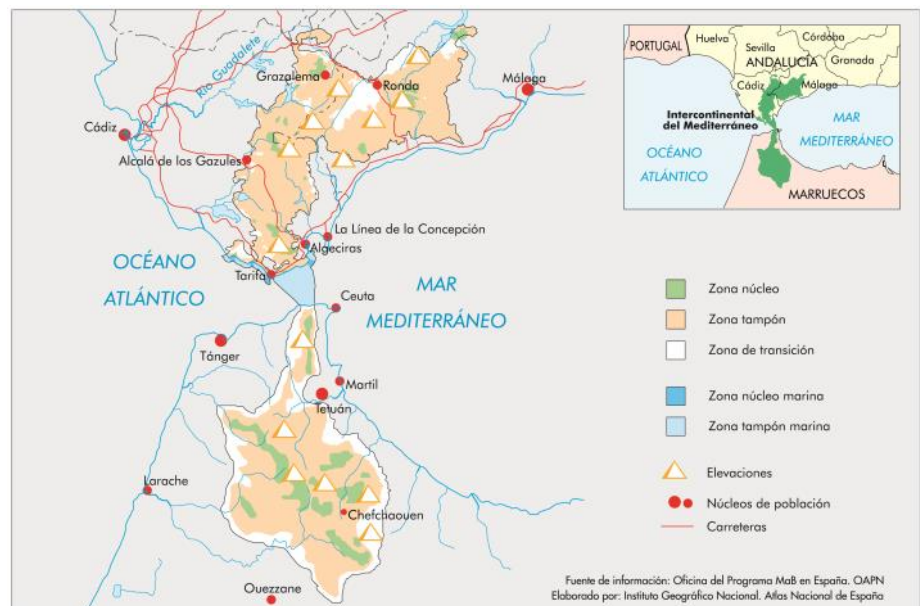 Río Guadalete
Grazalema
Ronda
Málaga
Cádiz
Alcalá de los Gazules
La Línea de la Concepción
Algeciras
OCÉANO
ATLÁNTICO
Tarifa
MAR
MEDITERRÁNEO
Ceuta
Tánger
Martil
Tetuán
Larache
Chefchaouen
Ouezzane
PORTUGAL
Huelva
Sevilla
Córdoba
ANDALUCÍA
Granada
Cádiz
Málaga
Intercontinental
del Mediterráneo
MAR
MEDITERRÁNEO
OCÉANO
ATLÁNTICO
MARRUECOS
Zona núcleo
Zona tampón
Zona de transición
Zona núcleo marina
Zona tampón marina
Elevaciones
Núcleos de población
Carreteras
Fuente de información: Oficina del Programa MaB en España. OAPN
Elaborado por: Instituto Geográfico Nacional. Atlas Nacional de España